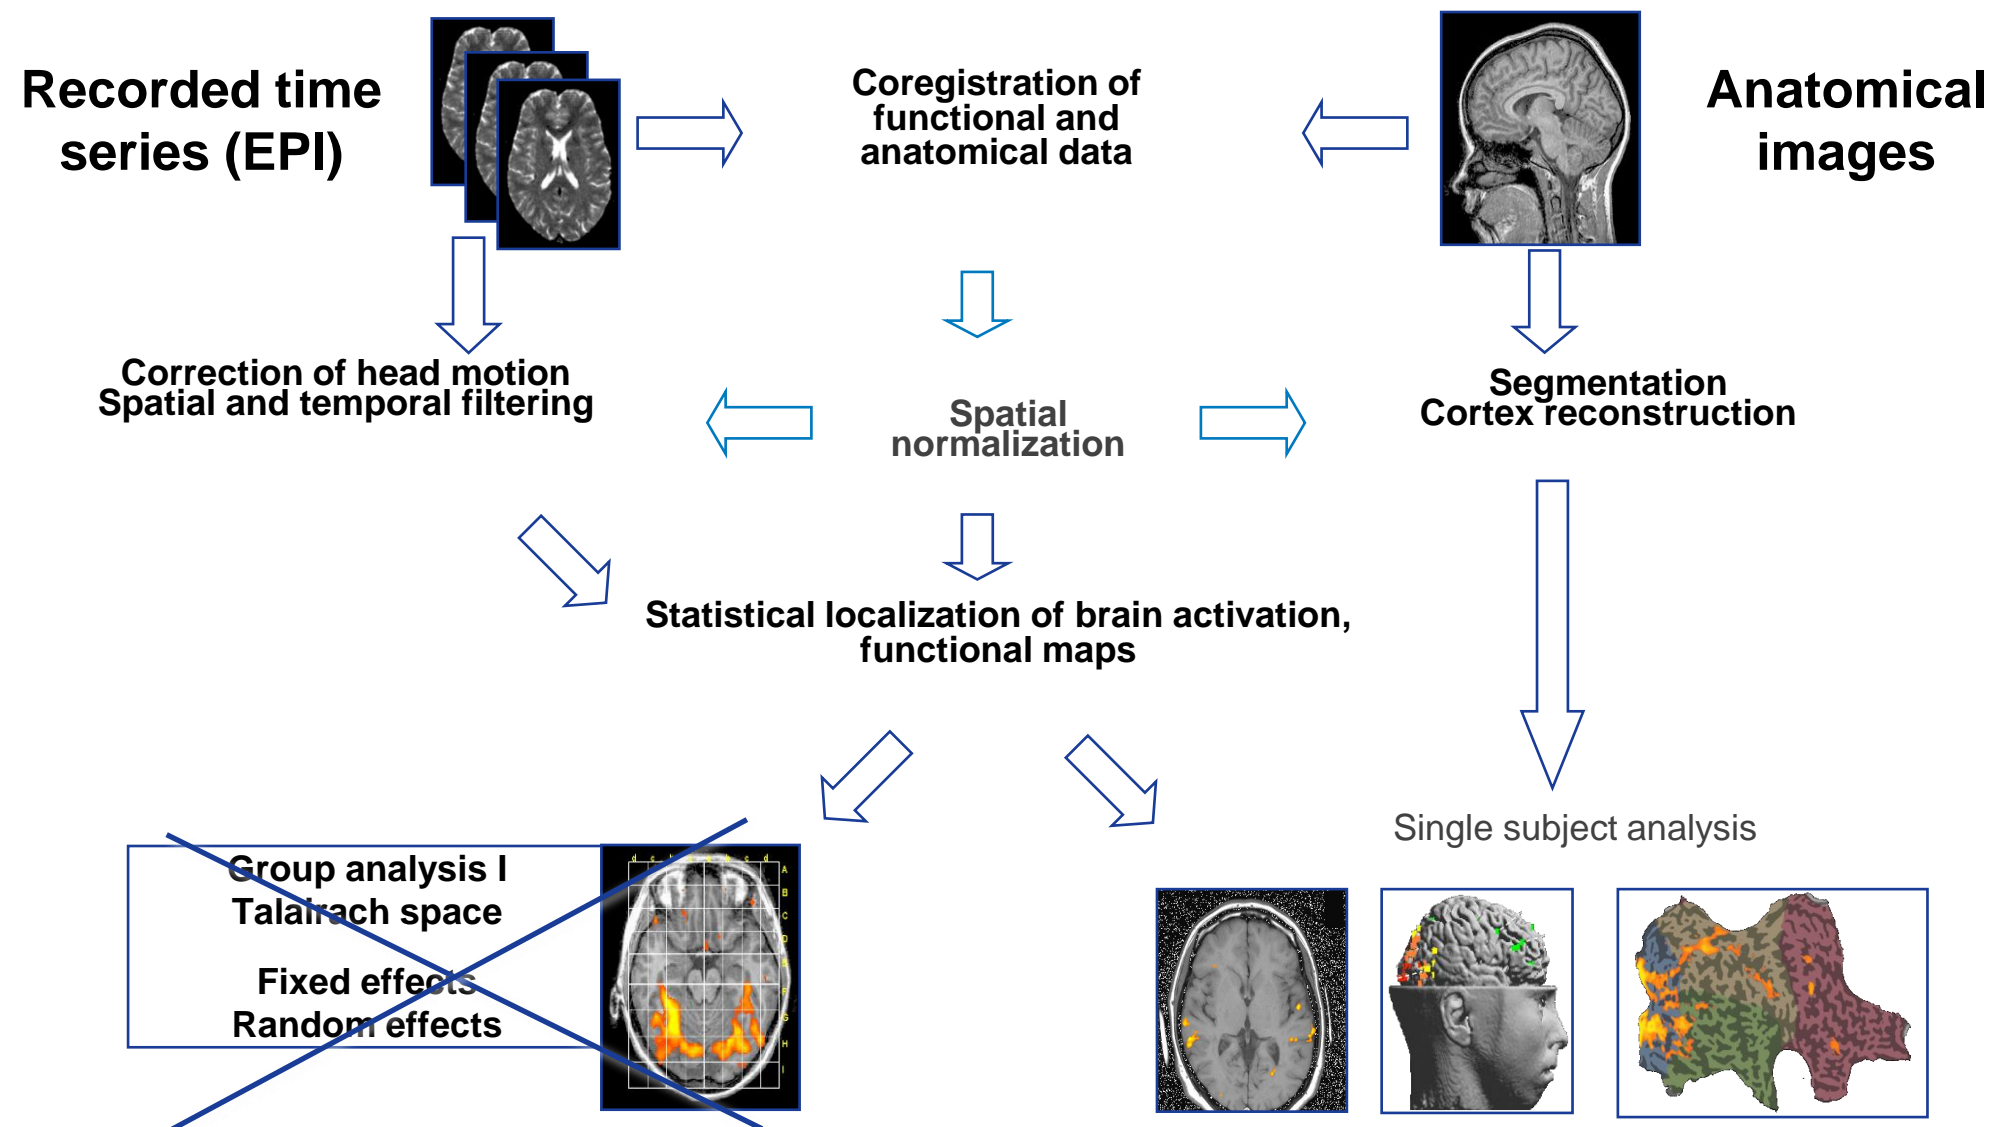 Recorded time
series (EPI)
Coregistration of
functional and
anatomical data
Anatomical
images
Correction of head motion
Spatial and temporal filtering
Spatial
normalization
Segmentation
Cortex reconstruction
Statistical localization of brain activation,
functional maps
Single subject analysis
Group analysis I
Talairach space
Fixed effects
Random effects
A
B
C
D
F
G
H
I